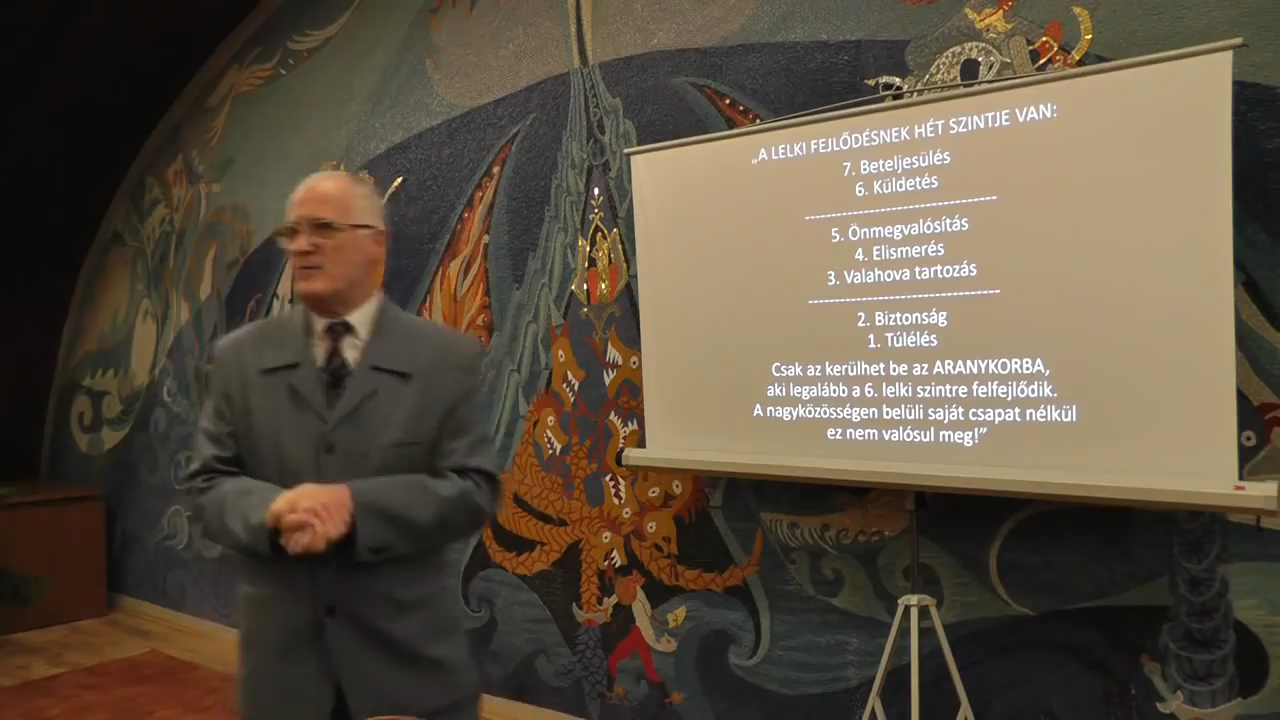 „A LELKI FEJLŐDÉSNEK HÉT SZINTJE VAN:
7. Beteljesülés
6. Küldetés
------------------------------------
5. Önmegvalósítás
4. Elismerés
3. Valahova tartozás
------------------------------------
2. Biztonság
1. Túlélés
Csak az kerülhet be az ARANYKORBA,
aki legalább a 6. lelki szintre felfejlődik.
A nagyközösségen belüli saját csapat nélkül
ez nem valósul meg!”